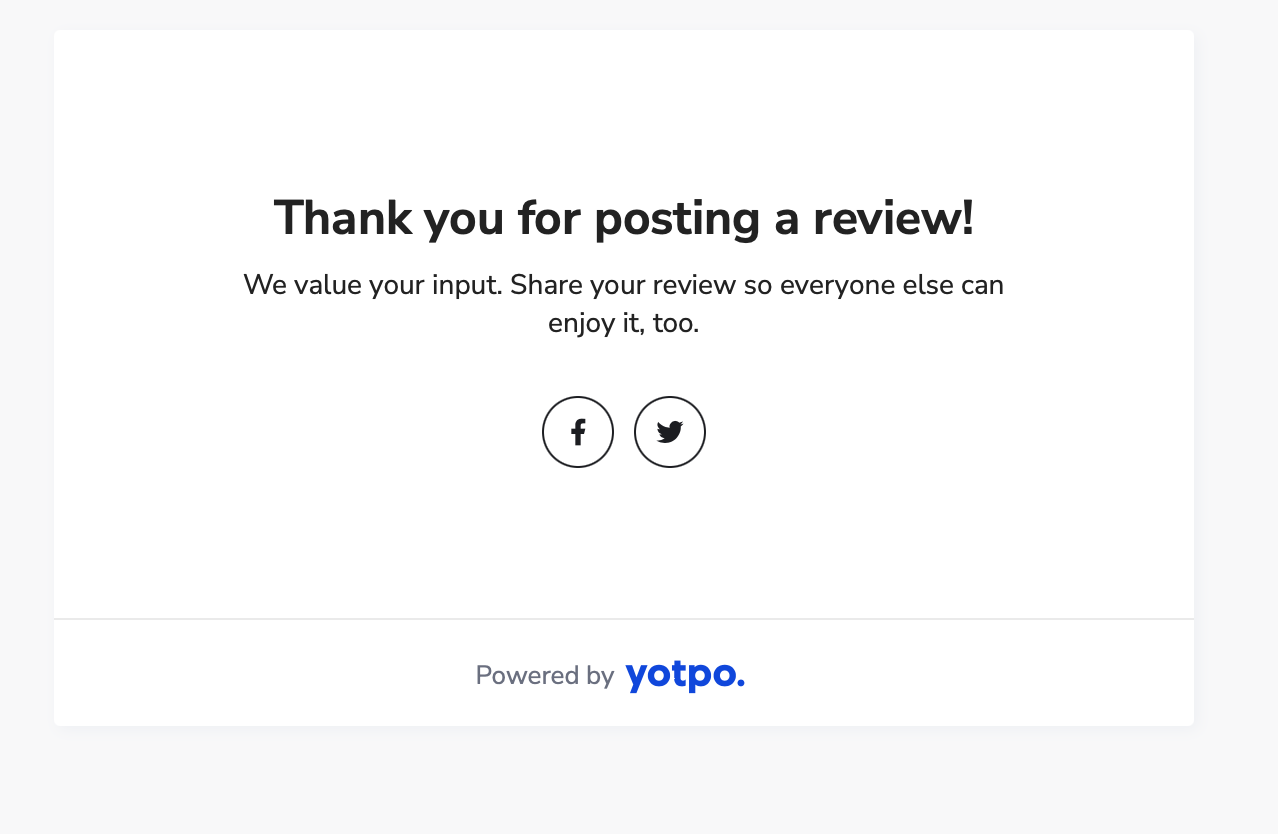 Thank you for posting a review!
We value your input. Share your review so everyone else can
enjoy it, too.
Powered by yotpo.